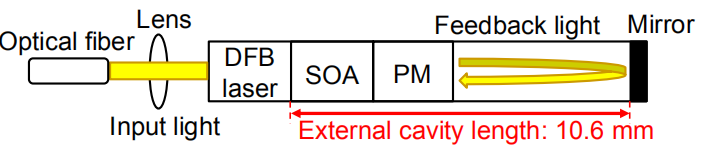 Lens
Feedback light
Mirror
Optical fiber
DFB
laser
SOA
PM
Input light
External cavity length: 10.6 mm